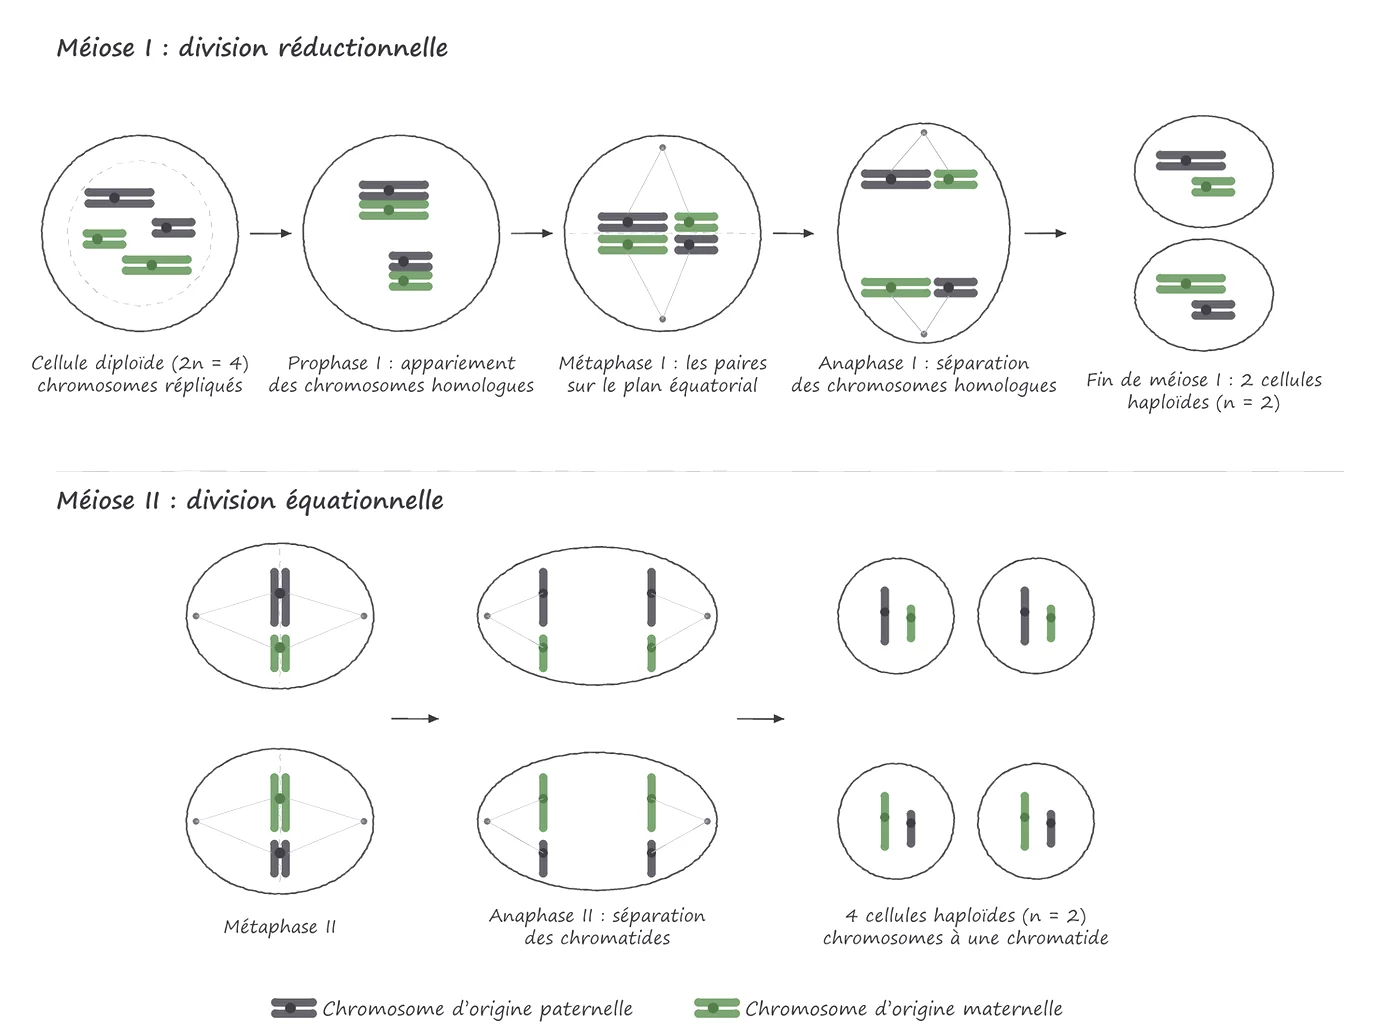 Méiose I : division réductionnelle
Cellule diploïde (2n = 4)
chromosomes répliqués
Prophase I : appariement
des chromosomes homologues
Métaphase I : les paires
sur le plan équatorial
Anaphase I : séparation
des chromosomes homologues
Fin de méiose I : 2 cellules
haploïdes (n = 2)
Méiose II : division équationnelle
Métaphase II
Anaphase II : séparation
des chromatides
4 cellules haploïdes (n = 2)
chromosomes à une chromatide
Chromosome d'origine paternelle
Chromosome d'origine maternelle